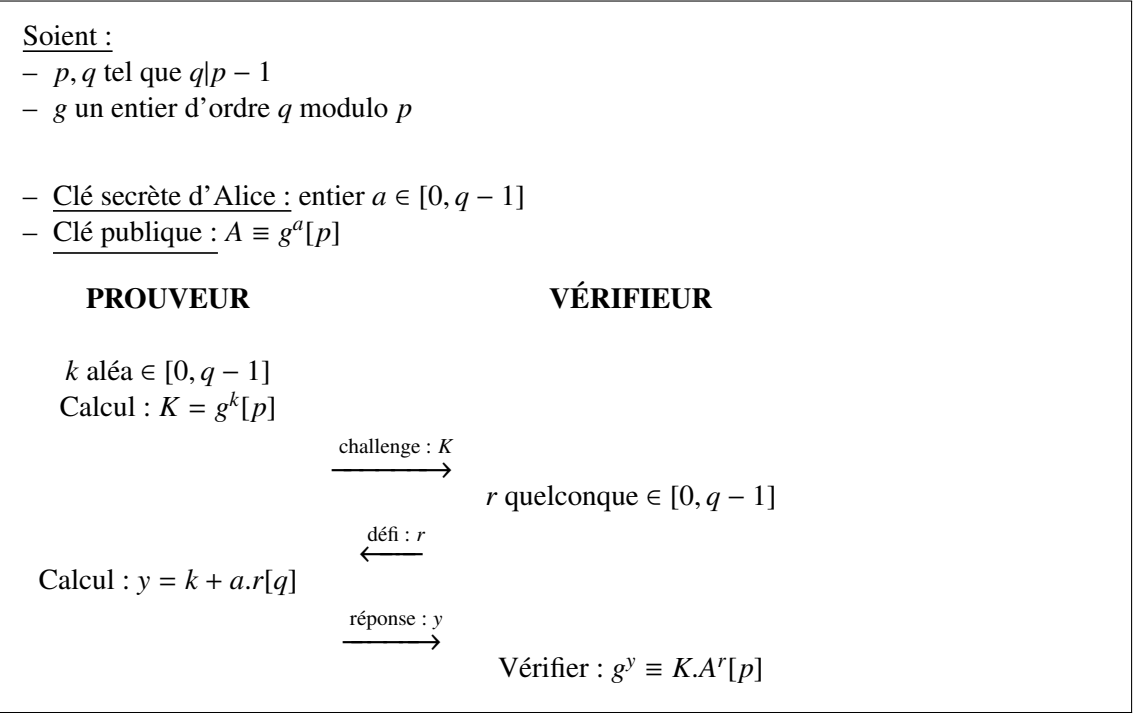 Soient :
– p, q tel que q|p − 1
– g un entier d'ordre q modulo p
– Clé secrète d'Alice : entier a ∈ [0, q − 1]
– Clé publique : A ≡ g^a[p]
PROUVEUR VÉRIFIEUR
k aléa ∈ [0, q − 1]
Calcul : K = g^k[p]
challenge : K
r quelconque ∈ [0, q − 1]
défi : r
Calcul : y = k + a.r[q]
réponse : y
Vérifier : g^y ≡ K.A^r[p]